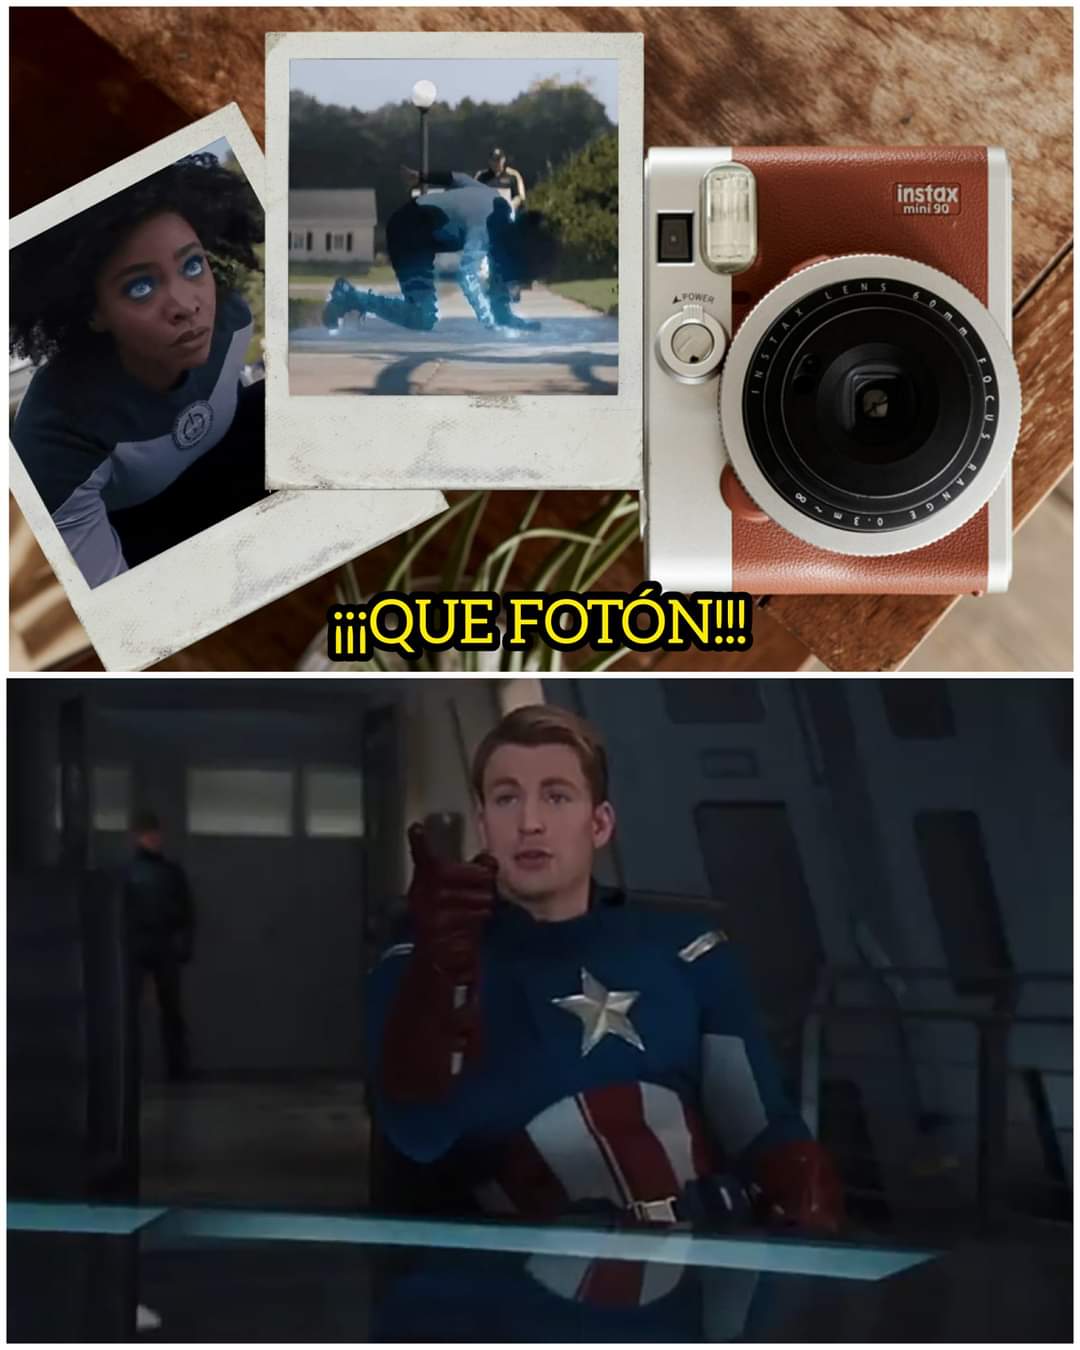 instax
mini 90
POWER
INSTAX LENS 60mm FOCUS RANGE 0.3m~∞
¡¡¡QUE FOTÓN!!!